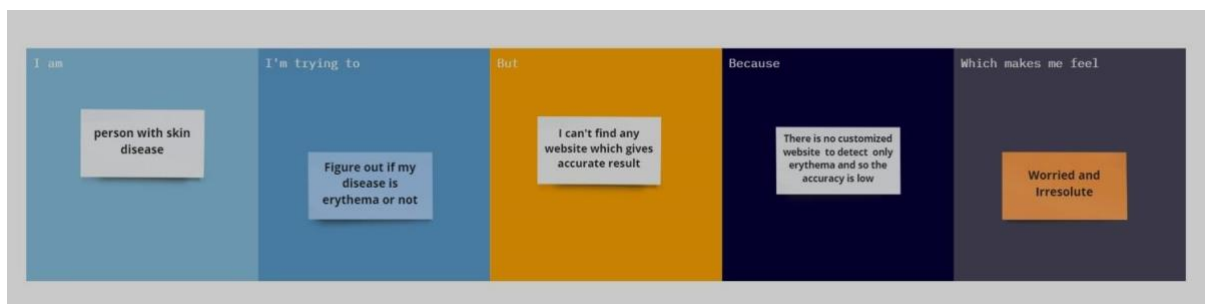 I am
person with skin
disease
I'm trying to
Figure out if my
disease is
erythema or not
But
I can't find any
website which gives
accurate result
Because
There is no customized
website to detect only
erythema and so the
accuracy is low
Which makes me feel
Worried and
Irresolute